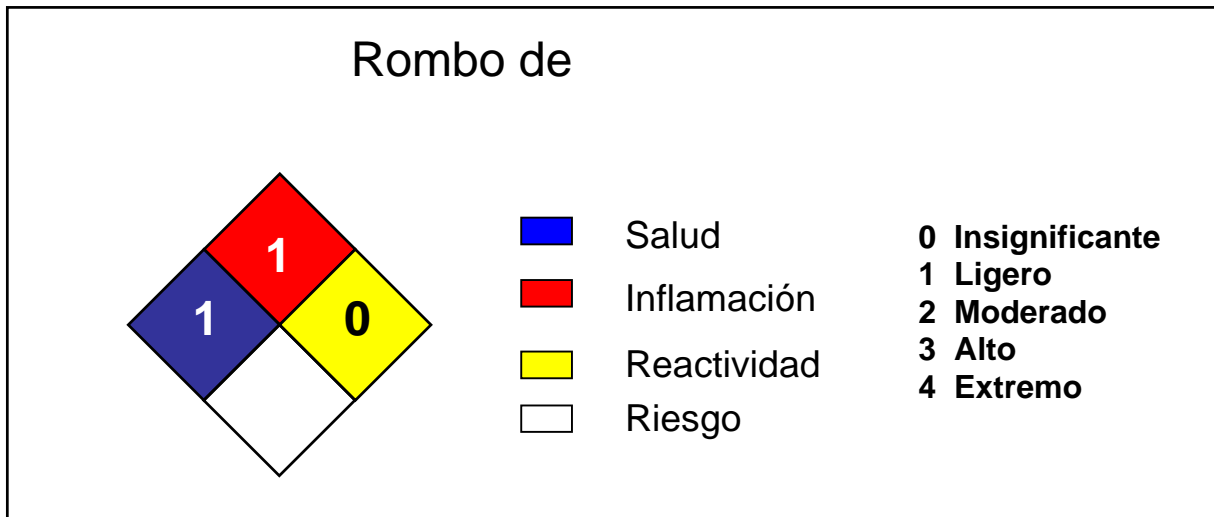 Rombo de
1
1
0
Salud
Inflamación
Reactividad
Riesgo
0 Insignificante
1 Ligero
2 Moderado
3 Alto
4 Extremo